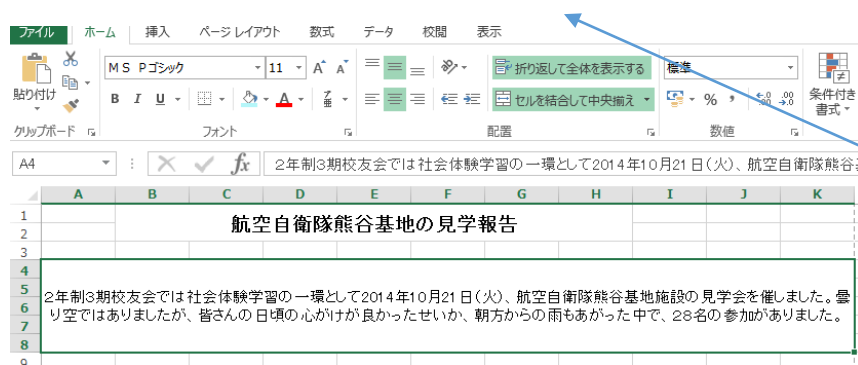 ファイル ホーム 挿入 ページ レイアウト 数式 データ 校閲 表示
MS Pゴシック 11 A A 折り返して全体を表示する 標準
貼り付け B I U A セルを結合して中央揃え % , 条件付き
書式
クリップボード フォント 配置 数値
A4 fx 2年制3期校友会では社会体験学習の一環として2014年10月21日(火)、航空自衛隊熊谷
A B C D E F G H I J K
1
航空自衛隊熊谷基地の見学報告
2
3
4
5
2年制3期校友会では社会体験学習の一環として2014年10月21日(火)、航空自衛隊熊谷基地施設の見学会を催しました。曇
6
り空ではありましたが、皆さんの日頃の心がけが良かったせいか、朝方からの雨もあがった中で、28名の参加がありました。
7
8
9